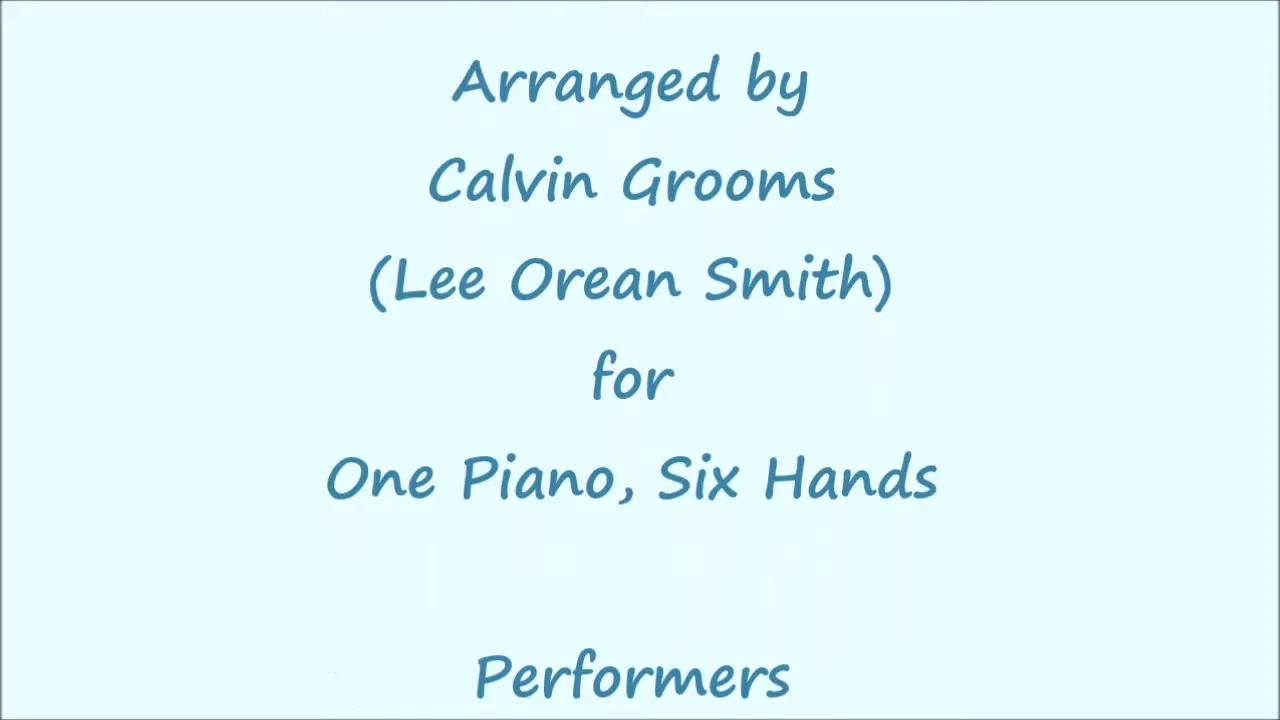 Arranged by
Calvin Grooms
(Lee Orean Smith)
for
One Piano, Six Hands
Performers